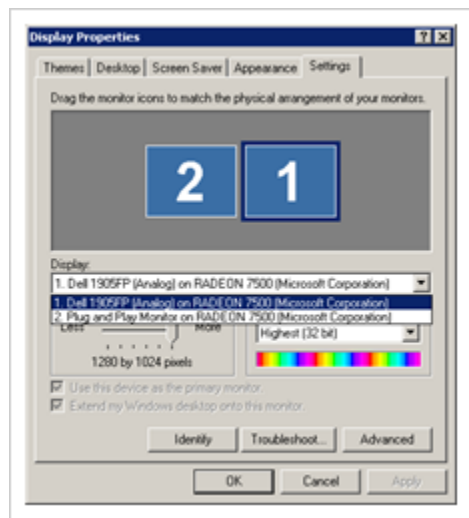 Display Properties
Themes Desktop Screen Saver Appearance Settings
Drag the monitor icons to match the physical arrangement of your monitors.
2 1
Display:
1. Dell 1905FP (Analog) on RADEON 7500 (Microsoft Corporation)
1. Dell 1905FP (Analog) on RADEON 7500 (Microsoft Corporation)
2. Plug and Play Monitor on RADEON 7500 (Microsoft Corporation)
Less More Highest (32 bit)
1280 by 1024 pixels
Use this device as the primary monitor.
Extend my Windows desktop onto this monitor.
Identify Troubleshoot... Advanced
OK Cancel Apply